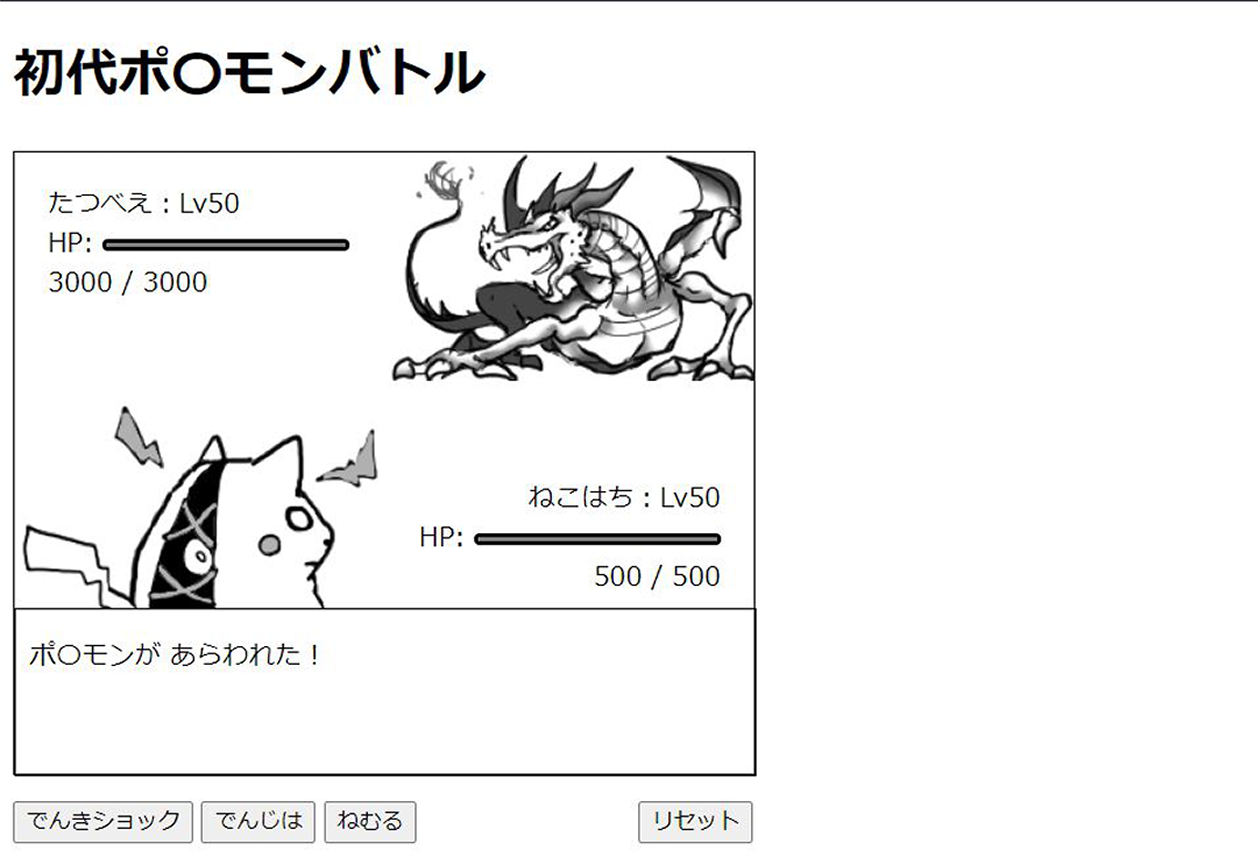 初代ポ〇モンバトル
たつべえ : Lv50
HP:
3000 / 3000
ねこはち : Lv50
HP:
500 / 500
ポ〇モンが あらわれた！
でんきショック でんじは ねむる リセット